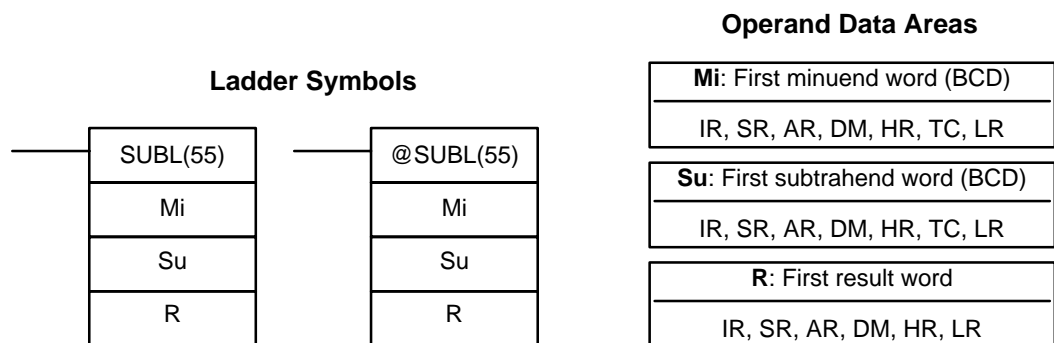 Operand Data Areas
Ladder Symbols
Mi: First minuend word (BCD)
IR, SR, AR, DM, HR, TC, LR
SUBL(55)
@SUBL(55)
Su: First subtrahend word (BCD)
Mi
Mi
IR, SR, AR, DM, HR, TC, LR
Su
Su
R: First result word
R
R
IR, SR, AR, DM, HR, LR